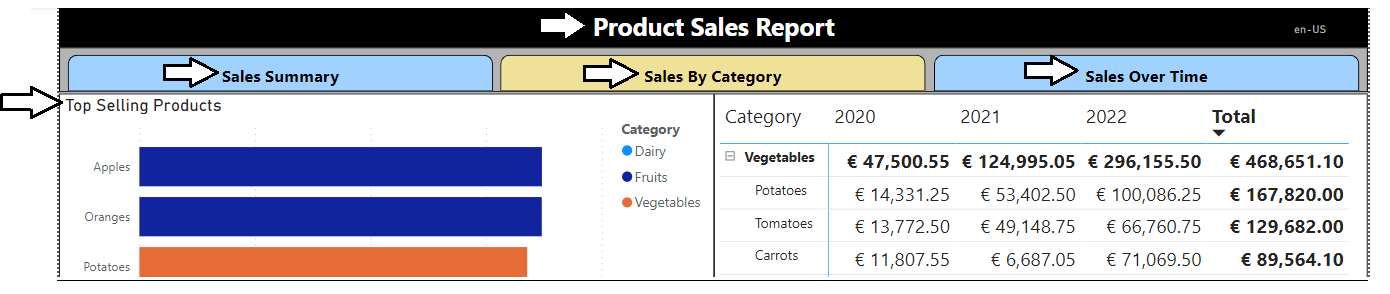 Product Sales Report
en-US
Sales Summary
Sales By Category
Sales Over Time
Top Selling Products
Apples
Oranges
Potatoes
Category
Dairy
Fruits
Vegetables
Category 2020 2021 2022 Total
Vegetables € 47,500.55 € 124,995.05 € 296,155.50 € 468,651.10
Potatoes € 14,331.25 € 53,402.50 € 100,086.25 € 167,820.00
Tomatoes € 13,772.50 € 49,148.75 € 66,760.75 € 129,682.00
Carrots € 11,807.55 € 6,687.05 € 71,069.50 € 89,564.10